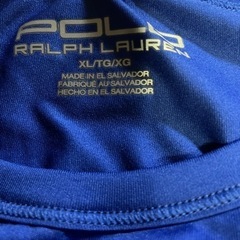 POLO
RALPH LAUREN
XL/TG/XG
MADE IN EL SALVADOR
FABRIQUÉ AU SALVADOR
HECHO EN EL SALVADOR